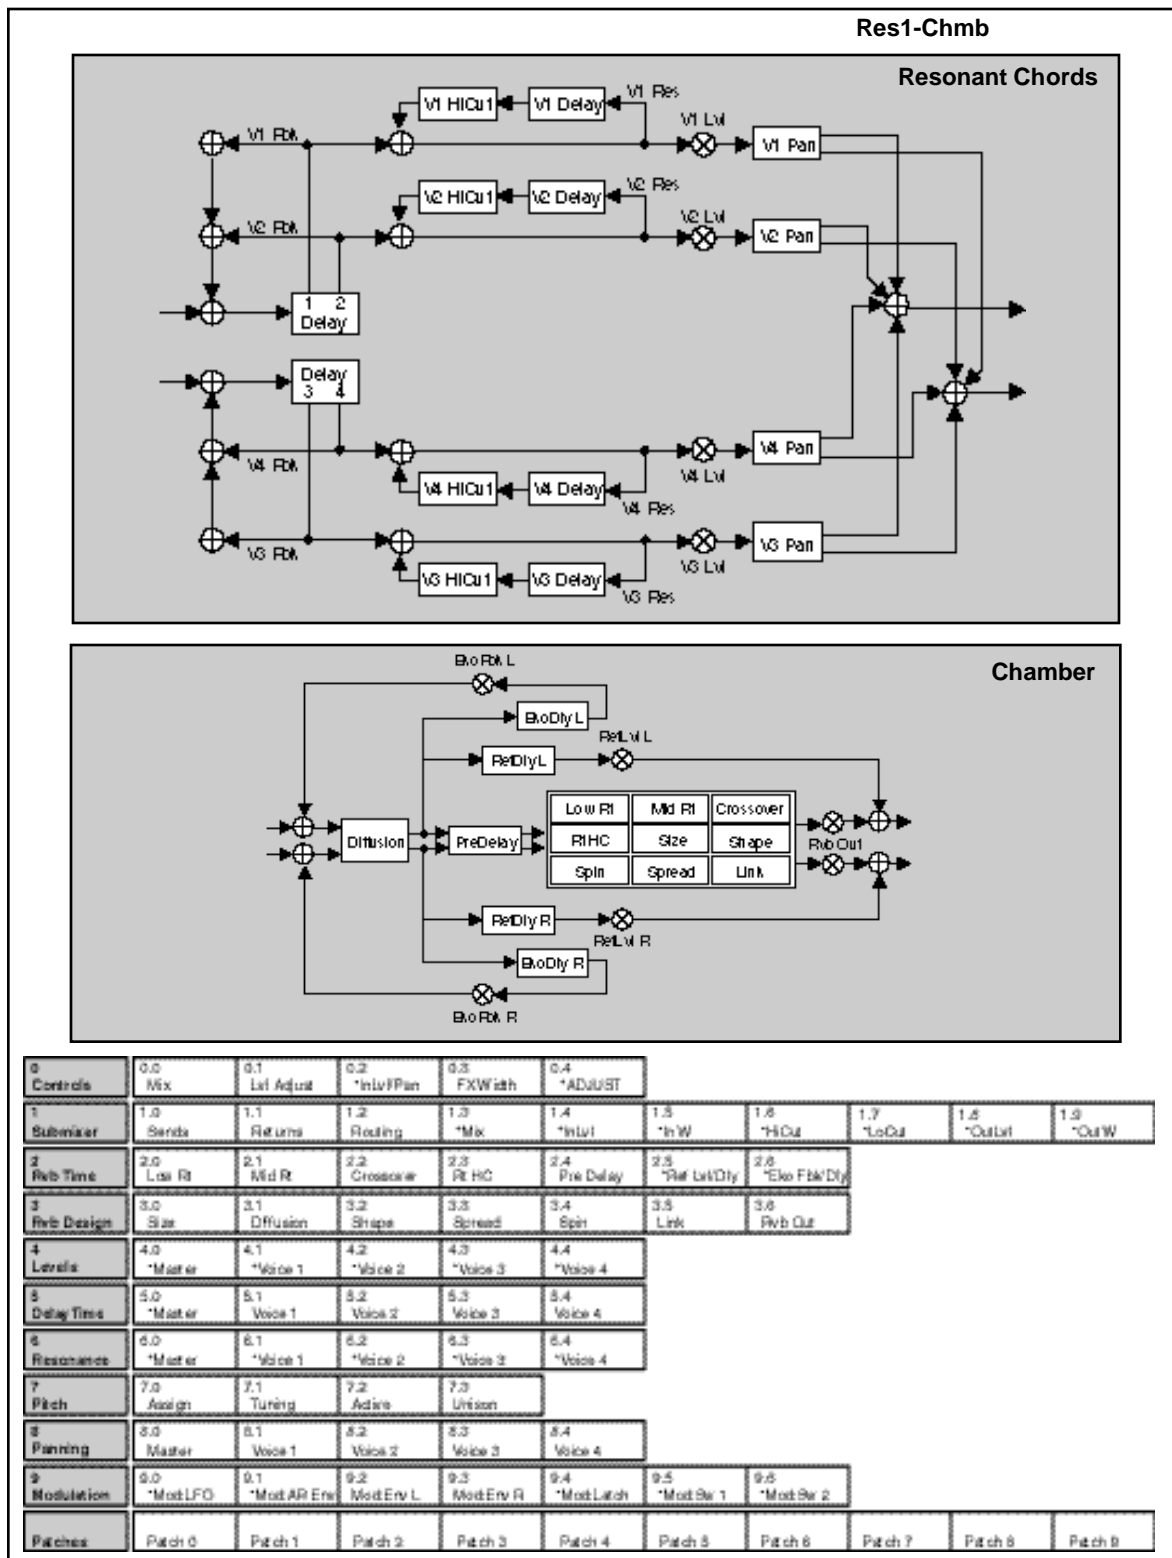 Res1-Chmb
Resonant Chords
V1 HiCut V1 Delay V1 Res
V1 Fbk V1 Lvl V1 Pan
V2 HiCut V2 Delay V2 Res
V2 Fbk V2 Lvl V2 Pan
1 2
Delay
Delay
3 4
V4 Fbk V4 Lvl V4 Pan
V4 HiCut V4 Delay V4 Res
V3 Fbk V3 Lvl V3 Pan
V3 HiCut V3 Delay V3 Res
Chamber
Eko Fbk L
EkoDly L
RefLvl L
RefDly L
Low Rt Mid Rt Crossover
Diffusion PreDelay Rt HC Size Shape Rvb Out
Spin Spread Link
RefDly R
RefLvl R
EkoDly R
Eko Fbk R
0 0.0 0.1 0.2 0.3 0.4
Controls Mix Lvl Adjust *InLvl/Pan FX Width *ADJUST
1 1.0 1.1 1.2 1.3 1.4 1.5 1.6 1.7 1.8 1.9
Submixer Sends Returns Routing *Mix *InLvl *In W *HiCut *LoCut *OutLvl *Out W
2 2.0 2.1 2.2 2.3 2.4 2.5 2.6
Rvb Time Low Rt Mid Rt Crossover Rt HC Pre Delay *Ref Lvl/Dly *Eko Fbk/Dly
3 3.0 3.1 3.2 3.3 3.4 3.5 3.6
Rvb Design Size Diffusion Shape Spread Spin Link Rvb Out
4 4.0 4.1 4.2 4.3 4.4
Levels *Master *Voice 1 *Voice 2 *Voice 3 *Voice 4
5 5.0 5.1 5.2 5.3 5.4
Delay Time *Master Voice 1 Voice 2 Voice 3 Voice 4
6 6.0 6.1 6.2 6.3 6.4
Resonance *Master *Voice 1 *Voice 2 *Voice 3 *Voice 4
7 7.0 7.1 7.2 7.3
Pitch Assign Tuning Active Unison
8 8.0 8.1 8.2 8.3 8.4
Panning Master Voice 1 Voice 2 Voice 3 Voice 4
9 9.0 9.1 9.2 9.3 9.4 9.5 9.6
Modulation *Mod:LFO *Mod:AR Env Mod:Env L Mod:Env R *Mod:Latch *Mod:Sw 1 *Mod:Sw 2
Patches Patch 0 Patch 1 Patch 2 Patch 3 Patch 4 Patch 5 Patch 6 Patch 7 Patch 8 Patch 9